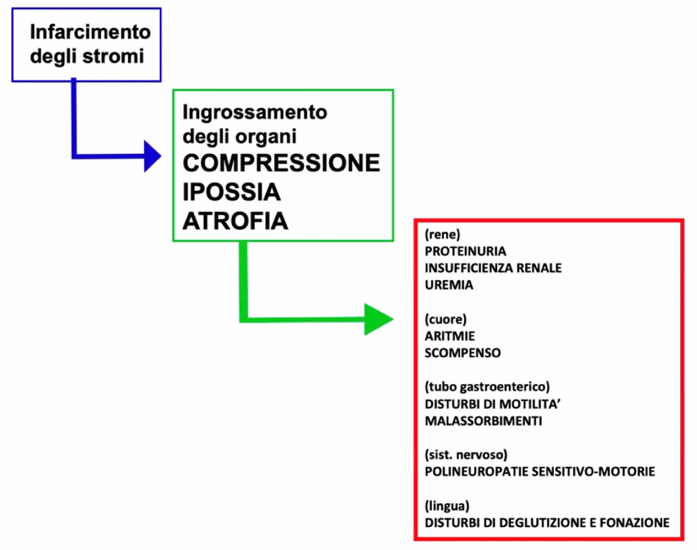 Infarcimento
degli stromi
Ingrossamento
degli organi
COMPRESSIONE
IPOSSIA
ATROFIA
(rene)
PROTEINURIA
INSUFFICIENZA RENALE
UREMIA
(cuore)
ARITMIE
SCOMPENSO
(tubo gastroenterico)
DISTURBI DI MOTILITA’
MALASSORBIMENTI
(sist. nervoso)
POLINEUROPATIE SENSITIVO-MOTORIE
(lingua)
DISTURBI DI DEGLUTIZIONE E FONAZIONE